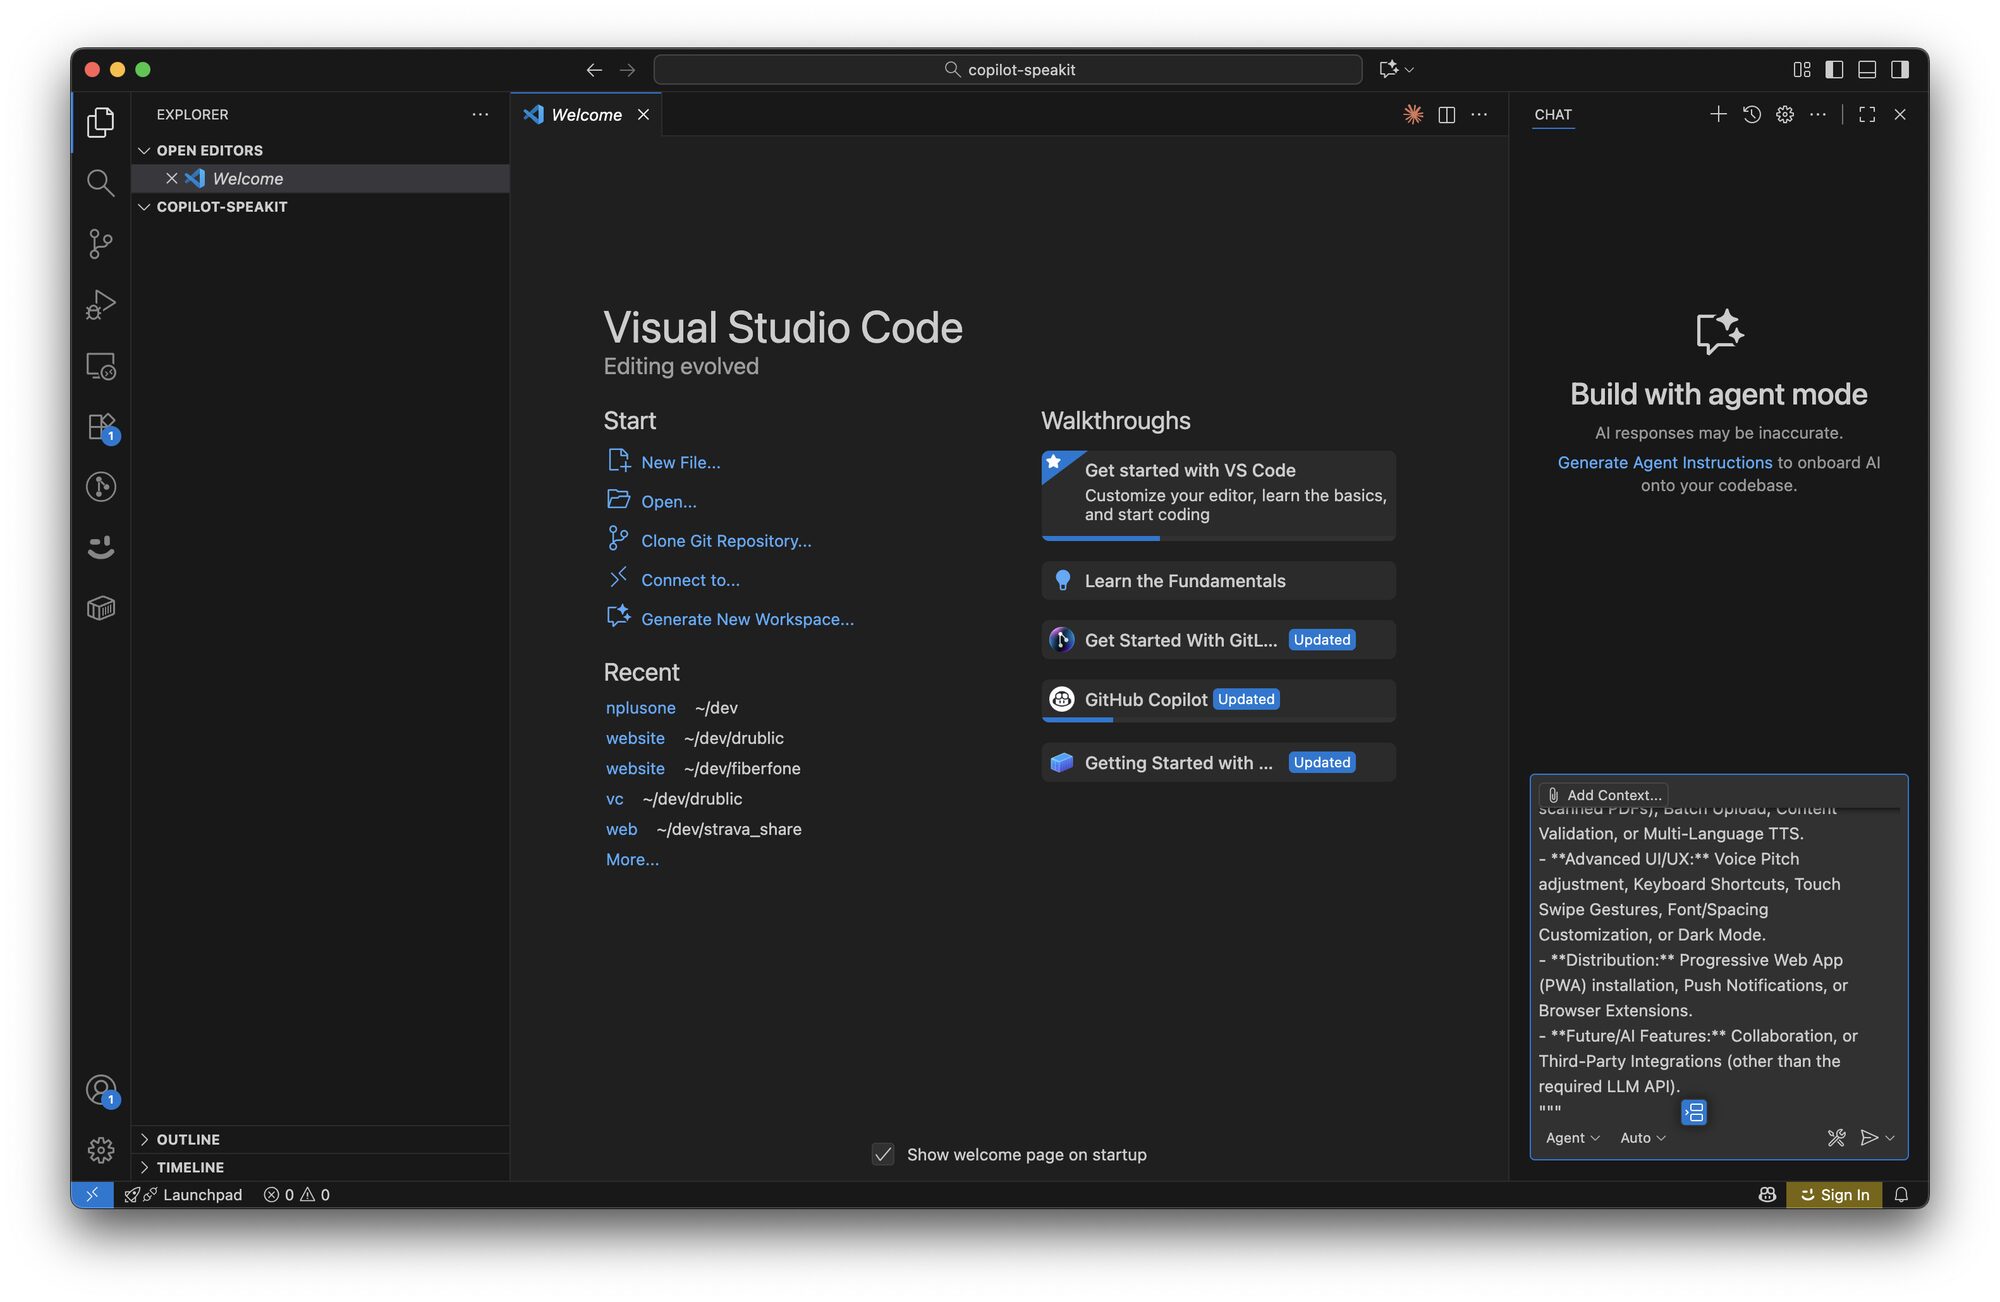 copilot-speakit
EXPLORER
OPEN EDITORS
Welcome
COPILOT-SPEAKIT
1
1
OUTLINE
TIMELINE
Welcome
Visual Studio Code
Editing evolved
Start
New File...
Open...
Clone Git Repository...
Connect to...
Generate New Workspace...
Recent
nplusone ~/dev
website ~/dev/drublic
website ~/dev/fiberfone
vc ~/dev/drublic
web ~/dev/strava_share
More...
Walkthroughs
Get started with VS Code
Customize your editor, learn the basics,
and start coding
Learn the Fundamentals
Get Started With GitL... Updated
GitHub Copilot Updated
Getting Started with ... Updated
Show welcome page on startup
CHAT
Build with agent mode
AI responses may be inaccurate.
Generate Agent Instructions to onboard AI
onto your codebase.
Add Context...
scanned PDFs), Batch Upload, Content
Validation, or Multi-Language TTS.
- **Advanced UI/UX:** Voice Pitch
adjustment, Keyboard Shortcuts, Touch
Swipe Gestures, Font/Spacing
Customization, or Dark Mode.
- **Distribution:** Progressive Web App
(PWA) installation, Push Notifications, or
Browser Extensions.
- **Future/AI Features:** Collaboration, or
Third-Party Integrations (other than the
required LLM API).
"""
Agent Auto
Launchpad 0 0
Sign In